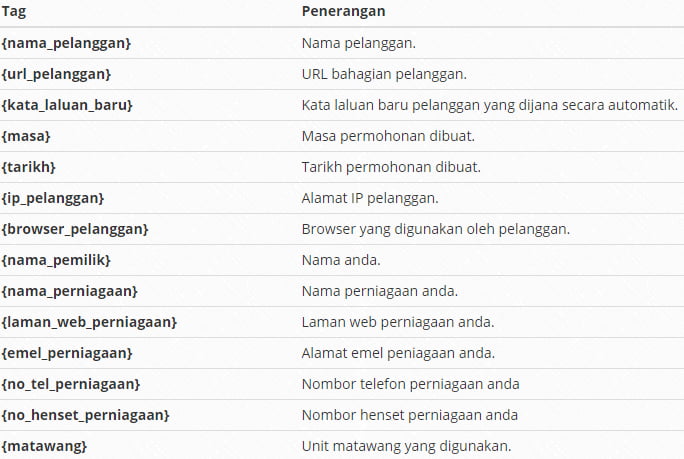 Tag Penerangan
{nama_pelanggan} Nama pelanggan.
{url_pelanggan} URL bahagian pelanggan.
{kata_laluan_baru} Kata laluan baru pelanggan yang dijana secara automatik.
{masa} Masa permohonan dibuat.
{tarikh} Tarikh permohonan dibuat.
{ip_pelanggan} Alamat IP pelanggan.
{browser_pelanggan} Browser yang digunakan oleh pelanggan.
{nama_pemilik} Nama anda.
{nama_perniagaan} Nama perniagaan anda.
{laman_web_perniagaan} Laman web perniagaan anda.
{emel_perniagaan} Alamat emel peniagaan anda.
{no_tel_perniagaan} Nombor telefon perniagaan anda
{no_henset_perniagaan} Nombor henset perniagaan anda
{matawang} Unit matawang yang digunakan.